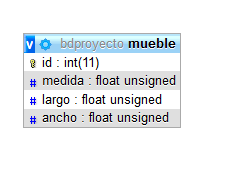 v bdproyecto mueble
id : int(11)
# medida : float unsigned
# largo : float unsigned
# ancho : float unsigned